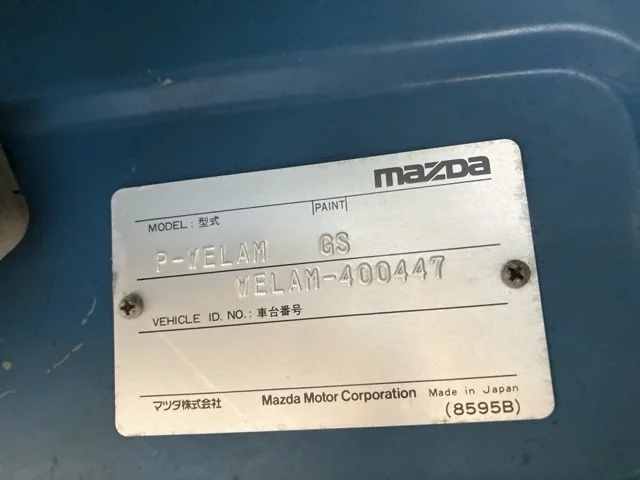 mazda
MODEL : 型式 PAINT
P-WELAM GS
WELAM-400447
VEHICLE ID. NO. : 車台番号
マツダ株式会社 Mazda Motor Corporation Made in Japan
(8595B)